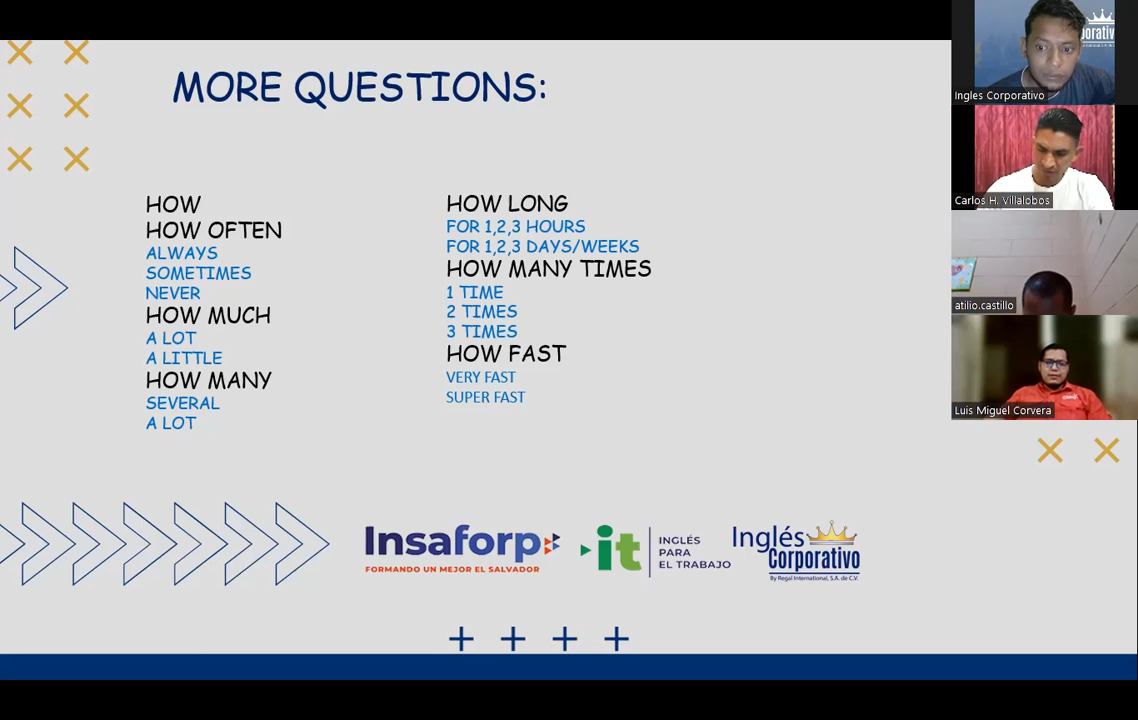 MORE QUESTIONS:
HOW
HOW OFTEN
ALWAYS
SOMETIMES
NEVER
HOW MUCH
A LOT
A LITTLE
HOW MANY
SEVERAL
A LOT
HOW LONG
FOR 1,2,3 HOURS
FOR 1,2,3 DAYS/WEEKS
HOW MANY TIMES
1 TIME
2 TIMES
3 TIMES
HOW FAST
VERY FAST
SUPER FAST
Insaforp
FORMANDO UN MEJOR EL SALVADOR
it
INGLÉS
PARA
EL TRABAJO
Inglés
Corporativo
By Regal International, S.A. de C.V.
Ingles Corporativo
Carlos H. Villalobos
atilio.castillo
Luis Miguel Corvera